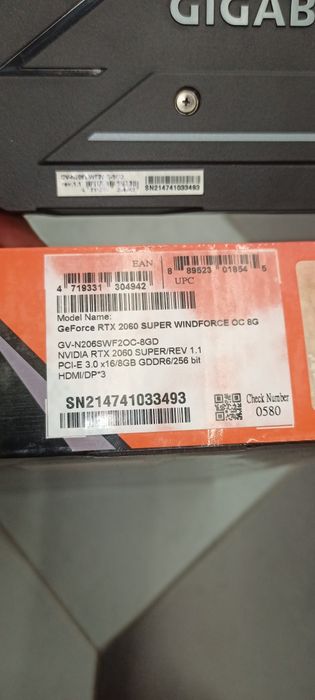 GIGAB
SN214741033493
EAN
4 719331 304942
8 89523 01854 5
UPC
Model Name:
GeForce RTX 2060 SUPER WINDFORCE OC 8G
GV-N206SWF2OC-8GD
NVIDIA RTX 2060 SUPER/REV 1.1
PCI-E 3.0 x16/8GB GDDR6/256 bit
HDMI/DP*3
SN214741033493
Check Number
0580